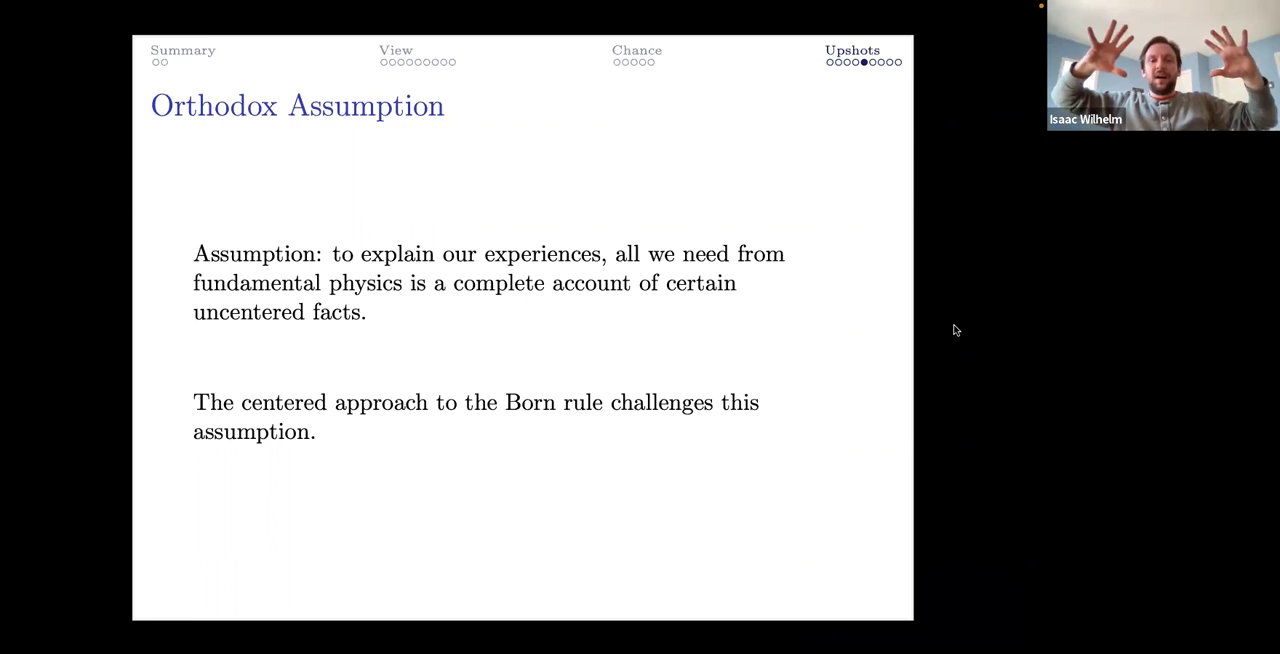 Summary View Chance Upshots
Orthodox Assumption
Assumption: to explain our experiences, all we need from
fundamental physics is a complete account of certain
uncentered facts.
The centered approach to the Born rule challenges this
assumption.
Isaac Wilhelm